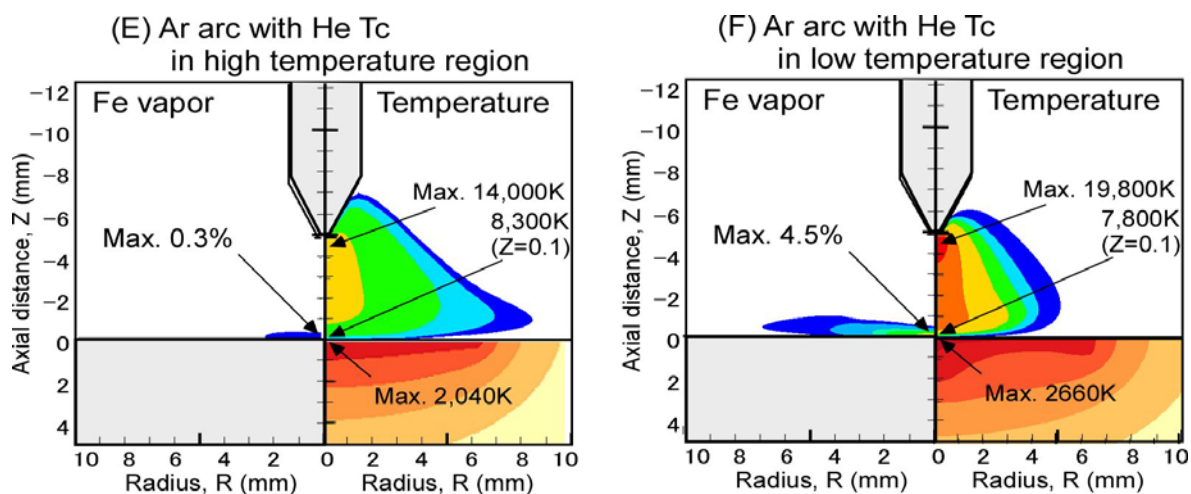 (E) Ar arc with He Tc
in high temperature region
Fe vapor
Temperature
Axial distance, Z (mm)
−12
−10
−8
−6
−4
−2
0
2
4
Max. 14,000K
8,300K
(Z=0.1)
Max. 0.3%
Max. 2,040K
10 8 6 4 2 0 2 4 6 8 10
Radius, R (mm) Radius, R (mm)
(F) Ar arc with He Tc
in low temperature region
Fe vapor
Temperature
Axial distance, Z (mm)
−12
−10
−8
−6
−4
−2
0
2
4
Max. 19,800K
7,800K
(Z=0.1)
Max. 4.5%
Max. 2660K
10 8 6 4 2 0 2 4 6 8 10
Radius, R (mm) Radius, R (mm)